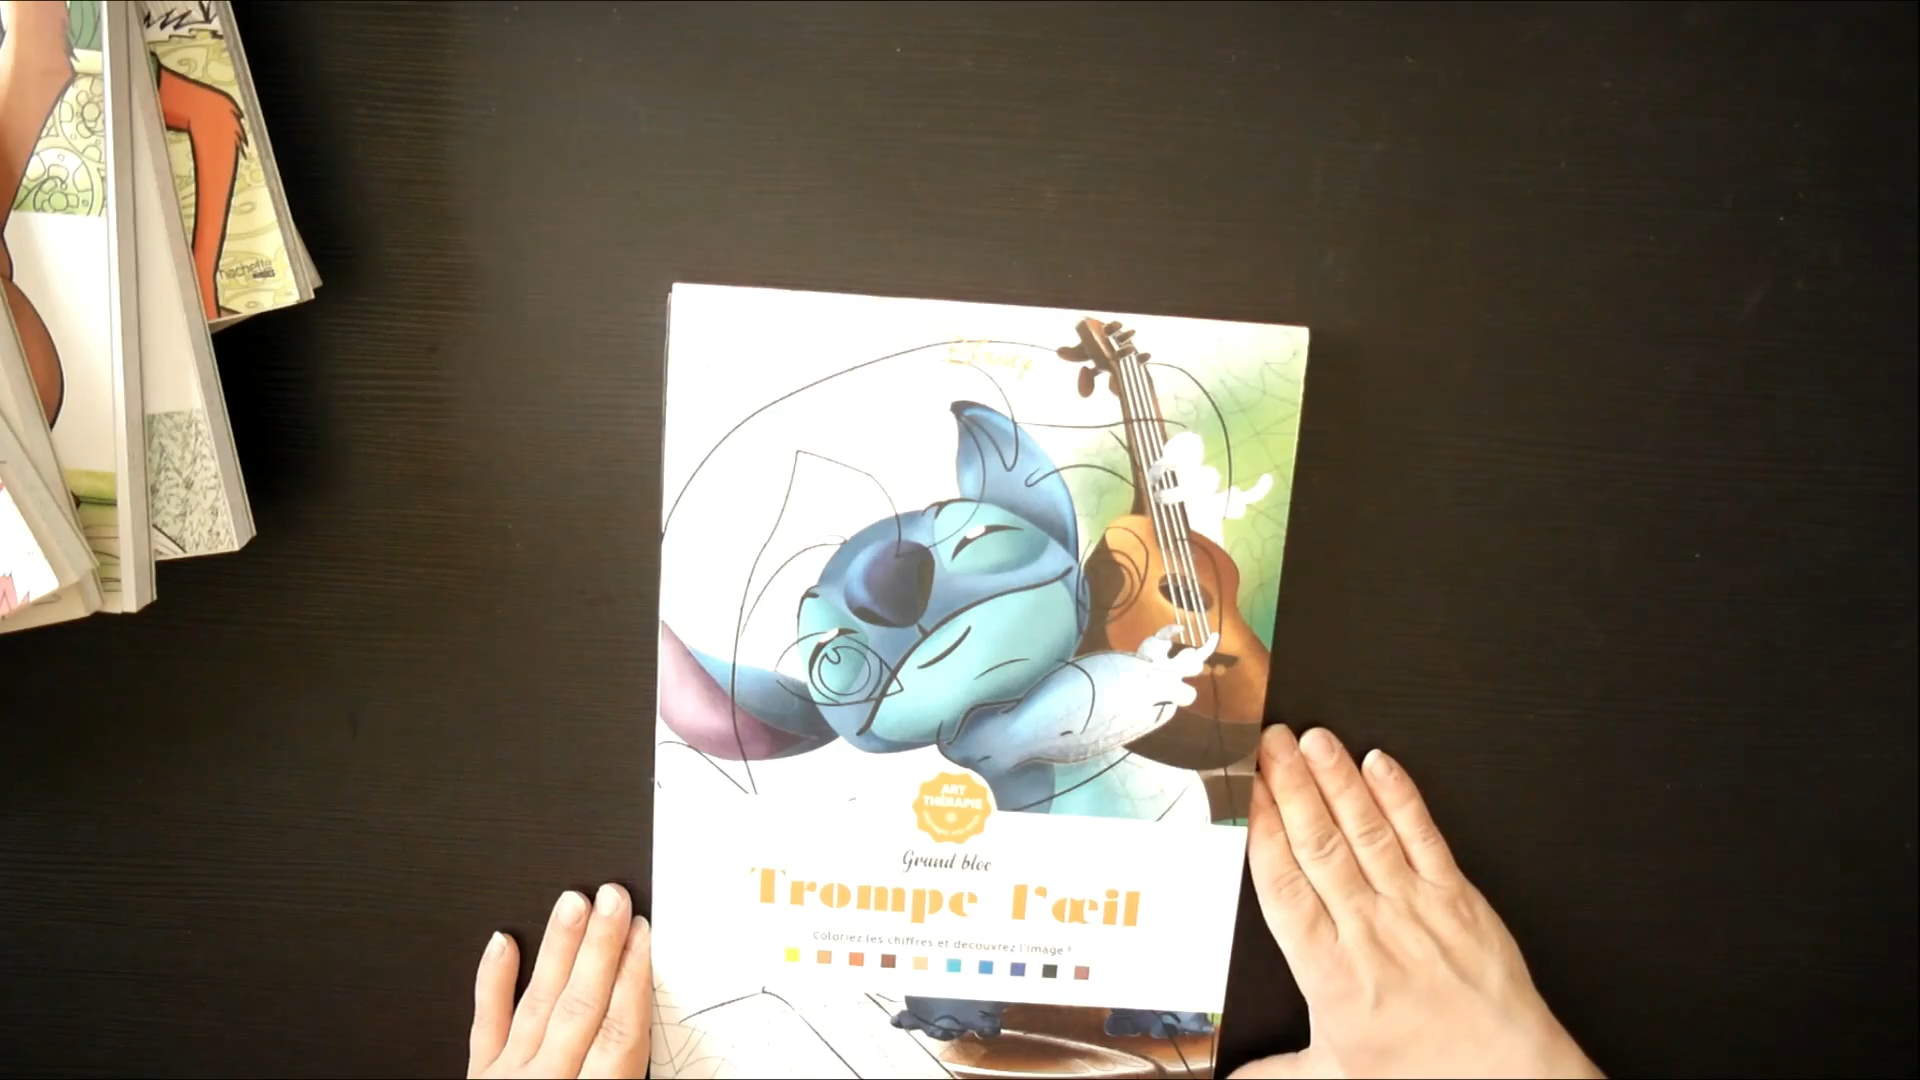 hachette
Disney
ART
THÉRAPIE
Grand bloc
Trompe l'œil
Coloriez les chiffres et découvrez l'image !